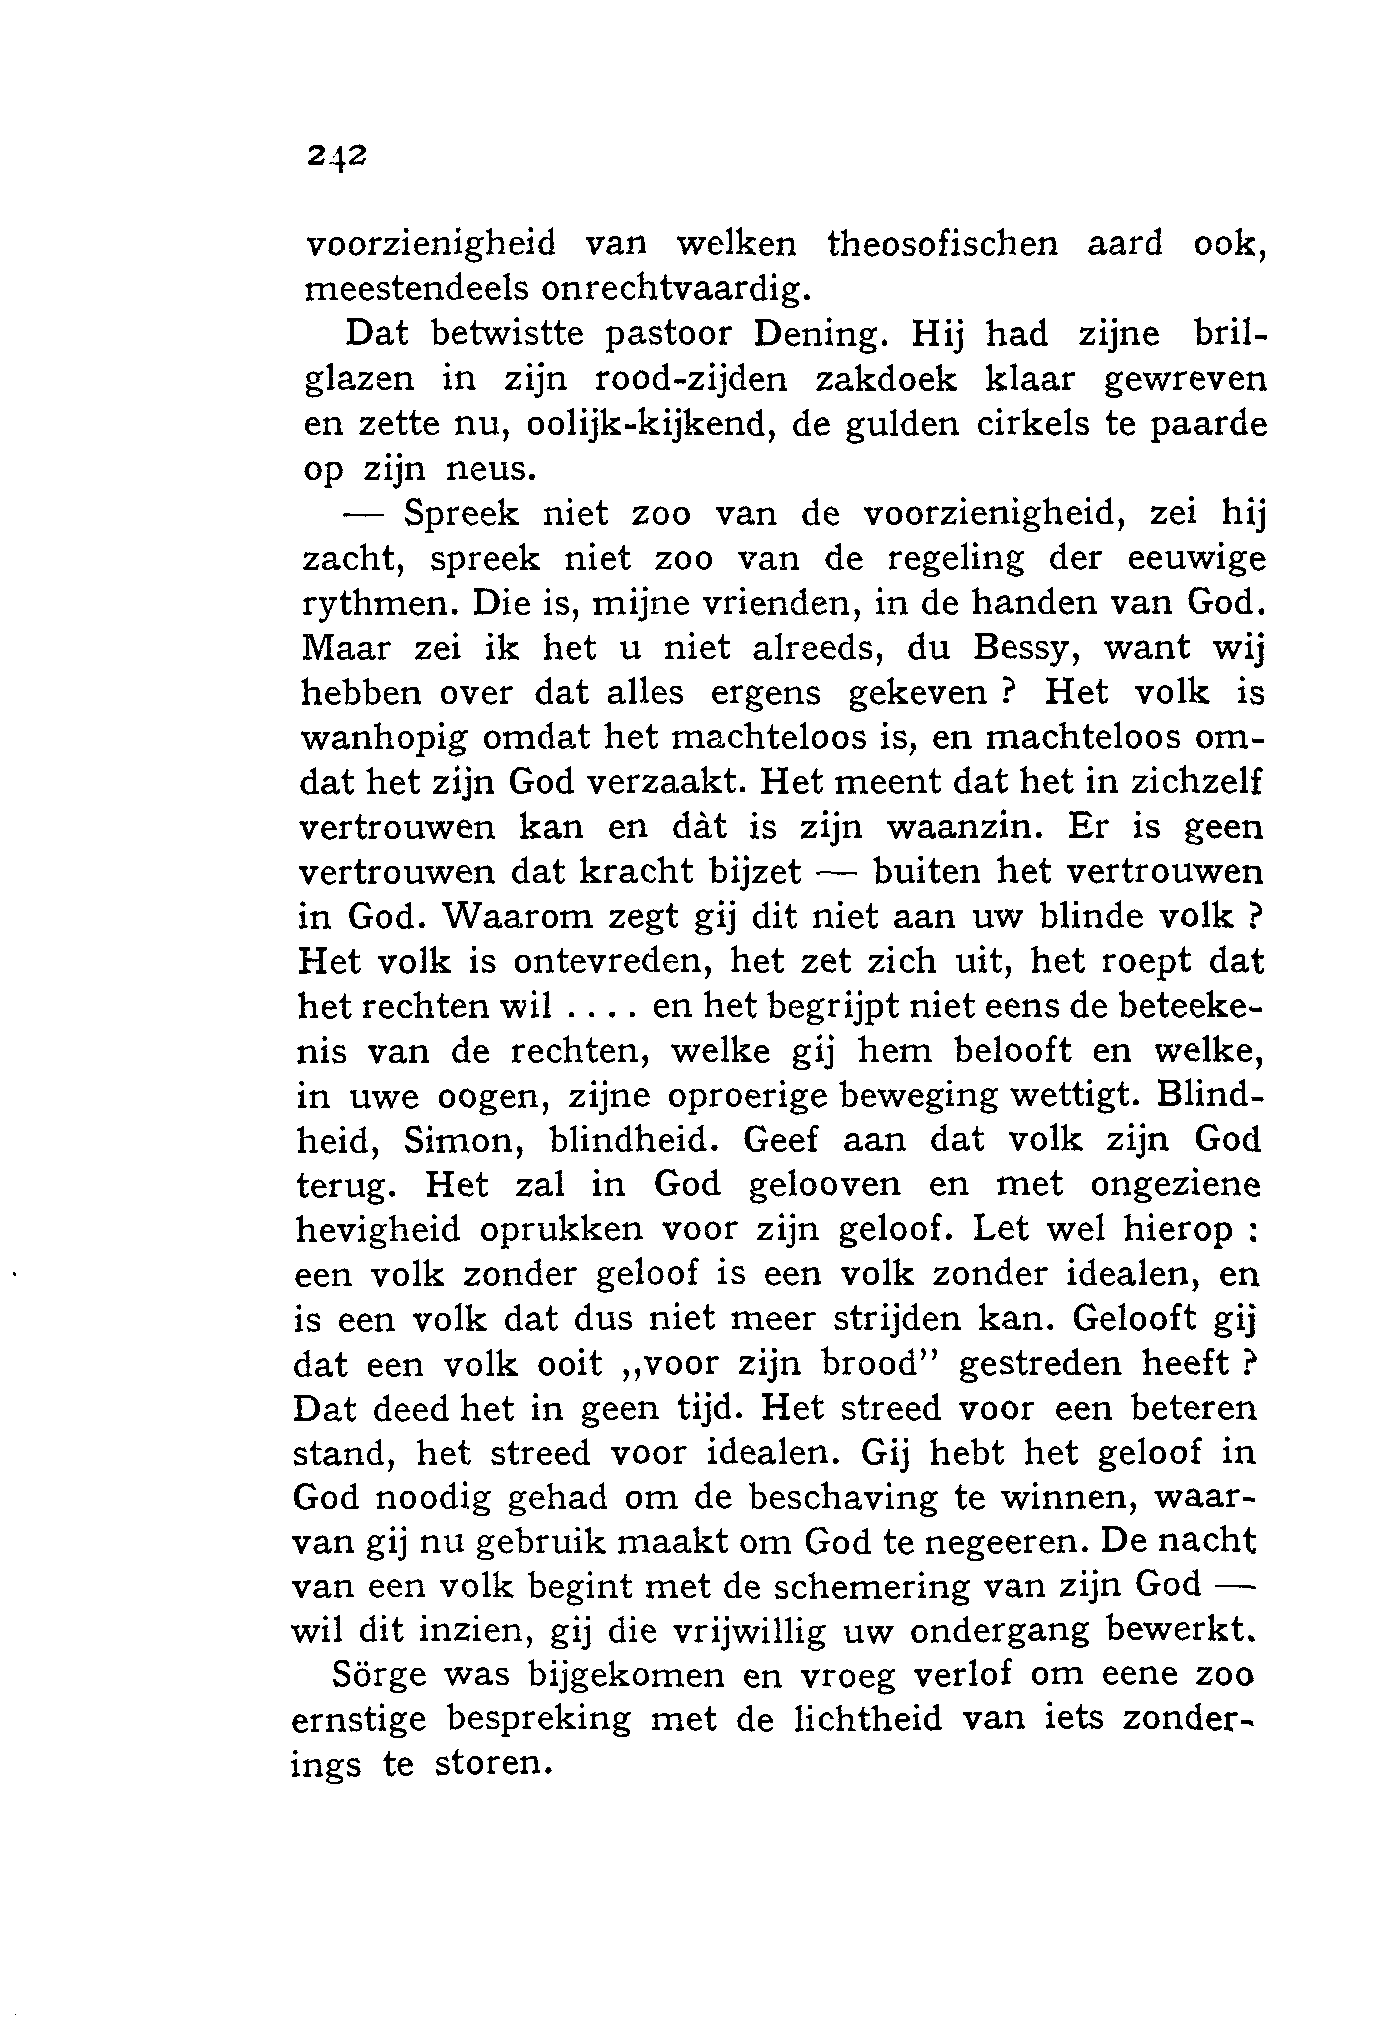 242
voorzienigheid van welken theosofischen aard ook,
meestendeels onrechtvaardig.
Dat betwistte pastoor Dening. Hij had zijne bril-
glazen in zijn rood-zijden zakdoek klaar gewreven
en zette nu, oolijk-kijkend, de gulden cirkels te paarde
op zijn neus.
— Spreek niet zoo van de voorzienigheid, zei hij
zacht, spreek niet zoo van de regeling der eeuwige
rythmen. Die is, mijne vrienden, in de handen van God.
Maar zei ik het u niet alreeds, du Bessy, want wij
hebben over dat alles ergens gekeven ? Het volk is
wanhopig omdat het machteloos is, en machteloos om-
dat het zijn God verzaakt. Het meent dat het in zichzelf
vertrouwen kan en dàt is zijn waanzin. Er is geen
vertrouwen dat kracht bijzet — buiten het vertrouwen
in God. Waarom zegt gij dit niet aan uw blinde volk ?
Het volk is ontevreden, het zet zich uit, het roept dat
het rechten wil .... en het begrijpt niet eens de beteeke-
nis van de rechten, welke gij hem belooft en welke,
in uwe oogen, zijne oproerige beweging wettigt. Blind-
heid, Simon, blindheid. Geef aan dat volk zijn God
terug. Het zal in God gelooven en met ongeziene
hevigheid oprukken voor zijn geloof. Let wel hierop :
een volk zonder geloof is een volk zonder idealen, en
is een volk dat dus niet meer strijden kan. Gelooft gij
dat een volk ooit ,,voor zijn brood” gestreden heeft ?
Dat deed het in geen tijd. Het streed voor een beteren
stand, het streed voor idealen. Gij hebt het geloof in
God noodig gehad om de beschaving te winnen, waar-
van gij nu gebruik maakt om God te negeeren. De nacht
van een volk begint met de schemering van zijn God —
wil dit inzien, gij die vrijwillig uw ondergang bewerkt.
Sörge was bijgekomen en vroeg verlof om eene zoo
ernstige bespreking met de lichtheid van iets zonder-
ings te storen.